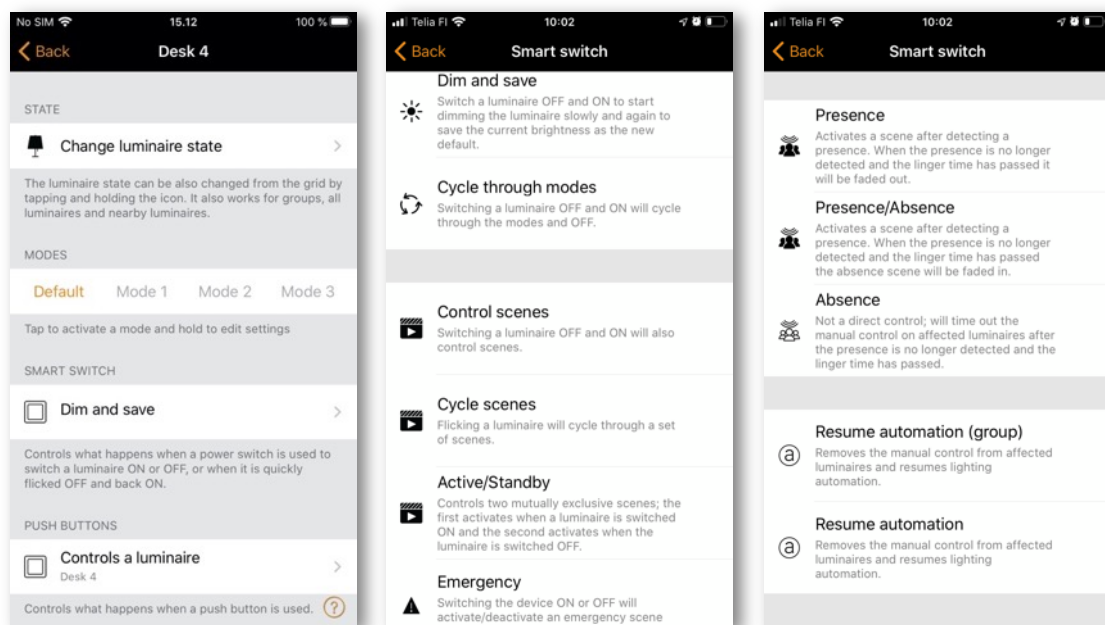 No SIM 15.12 100 %
Back Desk 4
STATE
Change luminaire state
The luminaire state can be also changed from the grid by
tapping and holding the icon. It also works for groups, all
luminaires and nearby luminaires.
MODES
Default Mode 1 Mode 2 Mode 3
Tap to activate a mode and hold to edit settings
SMART SWITCH
Dim and save
Controls what happens when a power switch is used to
switch a luminaire ON or OFF, or when it is quickly
flicked OFF and back ON.
PUSH BUTTONS
Controls a luminaire
Desk 4
Controls what happens when a push button is used. ?
Telia FI 10:02
Back Smart switch
Dim and save
Switch a luminaire OFF and ON to start
dimming the luminaire slowly and again to
save the current brightness as the new
default.
Cycle through modes
Switching a luminaire OFF and ON will cycle
through the modes and OFF.
Control scenes
Switching a luminaire OFF and ON will also
control scenes.
Cycle scenes
Flicking a luminaire will cycle through a set
of scenes.
Active/Standby
Controls two mutually exclusive scenes; the
first activates when a luminaire is switched
ON and the second activates when the
luminaire is switched OFF.
Emergency
Switching the device ON or OFF will
activate/deactivate an emergency scene
Telia FI 10:02
Back Smart switch
Presence
Activates a scene after detecting a
presence. When the presence is no longer
detected and the linger time has passed it
will be faded out.
Presence/Absence
Activates a scene after detecting a
presence. When the presence is no longer
detected and the linger time has passed
the absence scene will be faded in.
Absence
Not a direct control; will time out the
manual control on affected luminaires after
the presence is no longer detected and the
linger time has passed.
Resume automation (group)
a
Removes the manual control from affected
luminaires and resumes lighting
automation.
Resume automation
a
Removes the manual control from affected
luminaires and resumes lighting
automation.